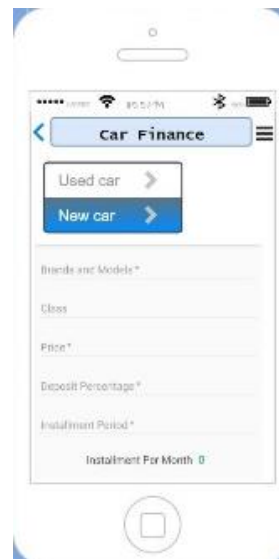 Car Finance
Used car
New car
Brands and Models *
Class
Price *
Deposit Percentage *
Installment Period *
Installment Per Month 0